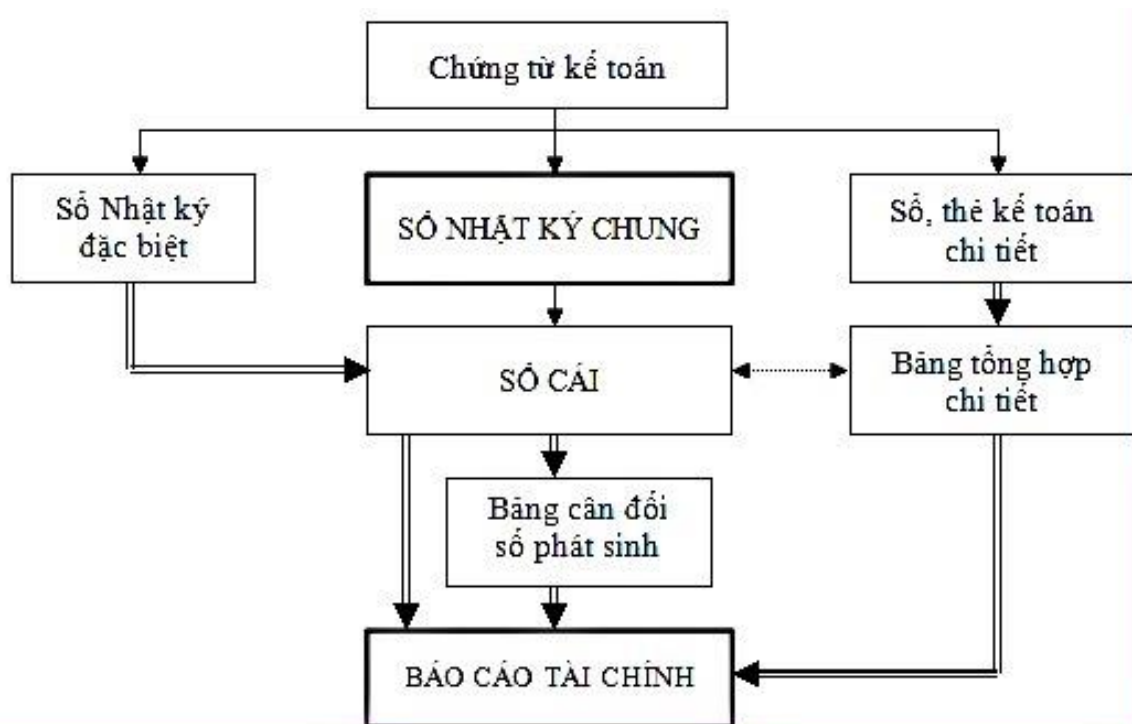 Chứng từ kế toán
Sổ Nhật ký
đặc biệt
SỔ NHẬT KÝ CHUNG
Sổ, thẻ kế toán
chi tiết
SỔ CÁI
Bảng tổng hợp
chi tiết
Bảng cân đối
số phát sinh
BÁO CÁO TÀI CHÍNH